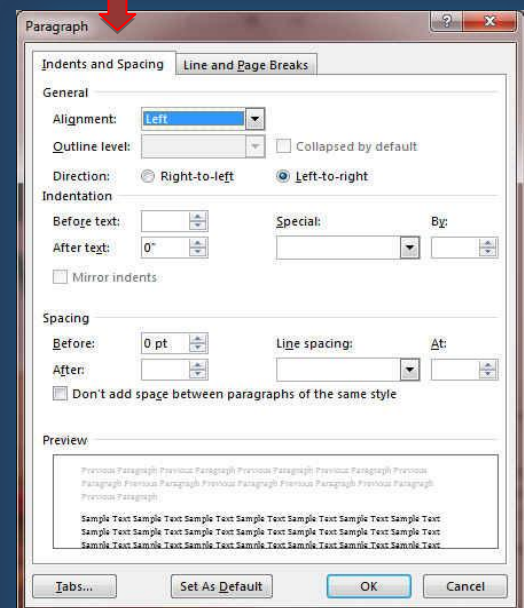 Paragraph
Indents and Spacing Line and Page Breaks
General
Alignment: Left
Outline level: Collapsed by default
Direction: Right-to-left Left-to-right
Indentation
Before text: Special: By:
After text: 0"
Mirror indents
Spacing
Before: 0 pt Line spacing: At:
After:
Don't add space between paragraphs of the same style
Preview
Previous Paragraph Previous Paragraph Previous Paragraph Previous Paragraph Previous
Paragraph Previous Paragraph Previous Paragraph Previous Paragraph Previous Paragraph
Previous Paragraph
Sample Text Sample Text Sample Text Sample Text Sample Text Sample Text Sample Text
Sample Text Sample Text Sample Text Sample Text Sample Text Sample Text Sample Text
Sample Text Sample Text Sample Text Sample Text Sample Text Sample Text Sample Text
Tabs... Set As Default OK Cancel